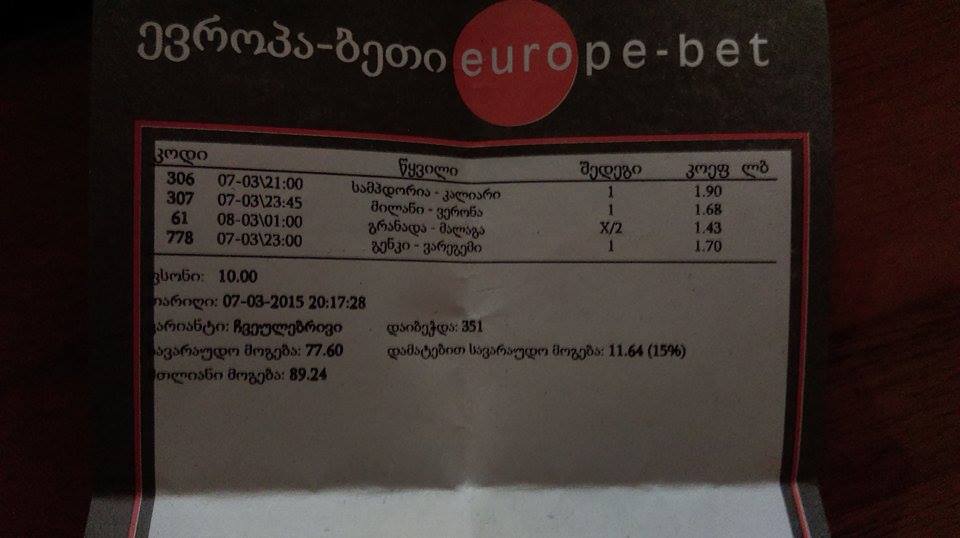 ევროპა-ბეთი europe-bet
კოდი წყვილი შედეგი კოეფ ლბ
306 07-03\21:00 სამპდორია - კალიარი 1 1.90
307 07-03\23:45 მილანი - ვერონა 1 1.68
61 08-03\01:00 გრანადა - მალაგა X/2 1.43
778 07-03\23:00 გენკი - ვარეგემი 1 1.70
ფსონი: 10.00
თარიღი: 07-03-2015 20:17:28
ვარიანტი: ჩვეულებრივი დაიბეჭდა: 351
სავარაუდო მოგება: 77.60 დამატებით სავარაუდო მოგება: 11.64 (15%)
მთლიანი მოგება: 89.24